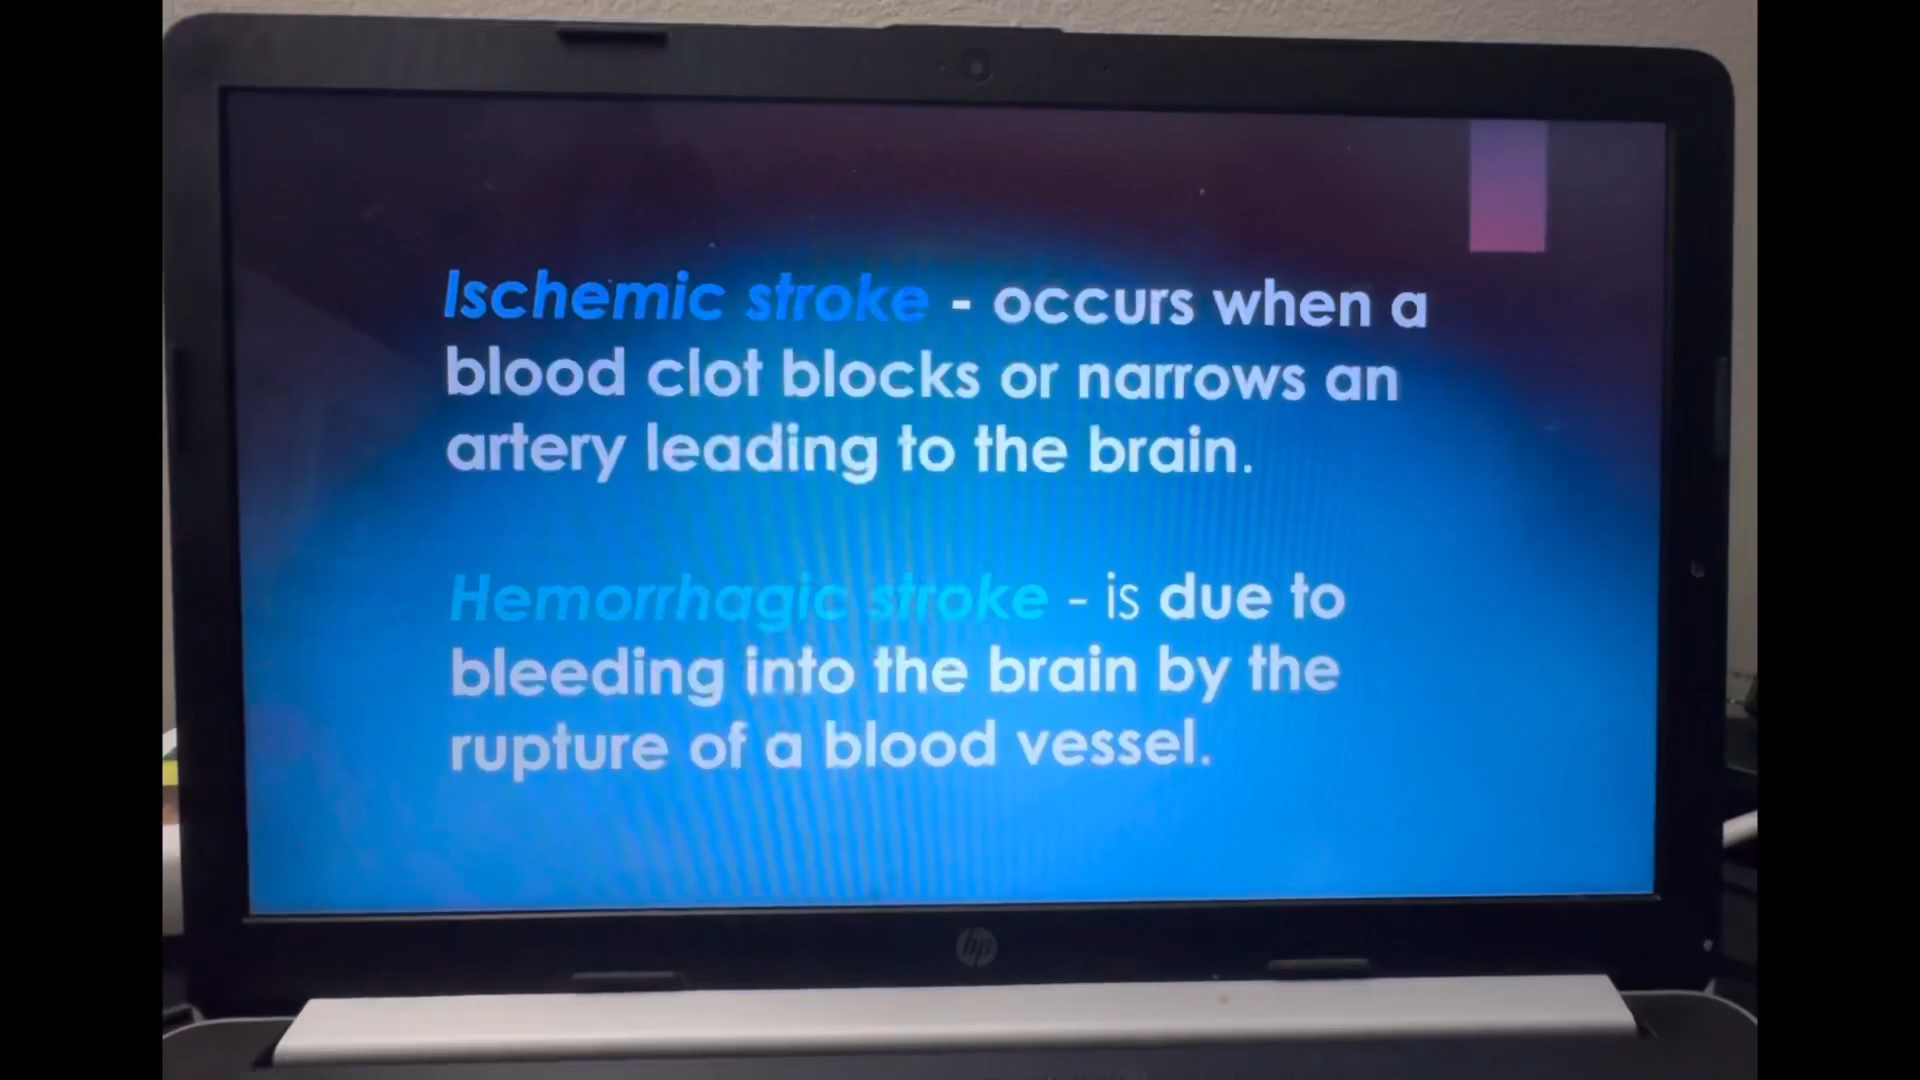 Ischemic stroke - occurs when a
blood clot blocks or narrows an
artery leading to the brain.
Hemorrhagic stroke - is due to
bleeding into the brain by the
rupture of a blood vessel.
hp